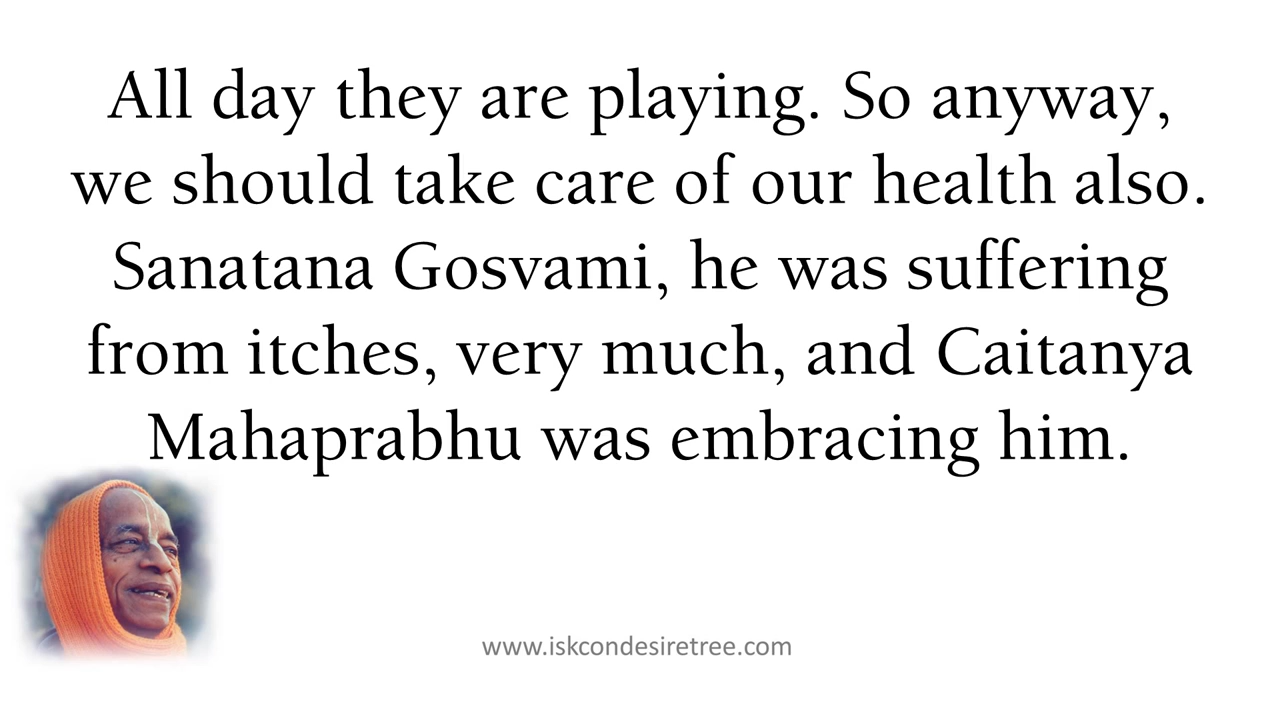 All day they are playing. So anyway,
we should take care of our health also.
Sanatana Gosvami, he was suffering
from itches, very much, and Caitanya
Mahaprabhu was embracing him.
www.iskcondesiretree.com